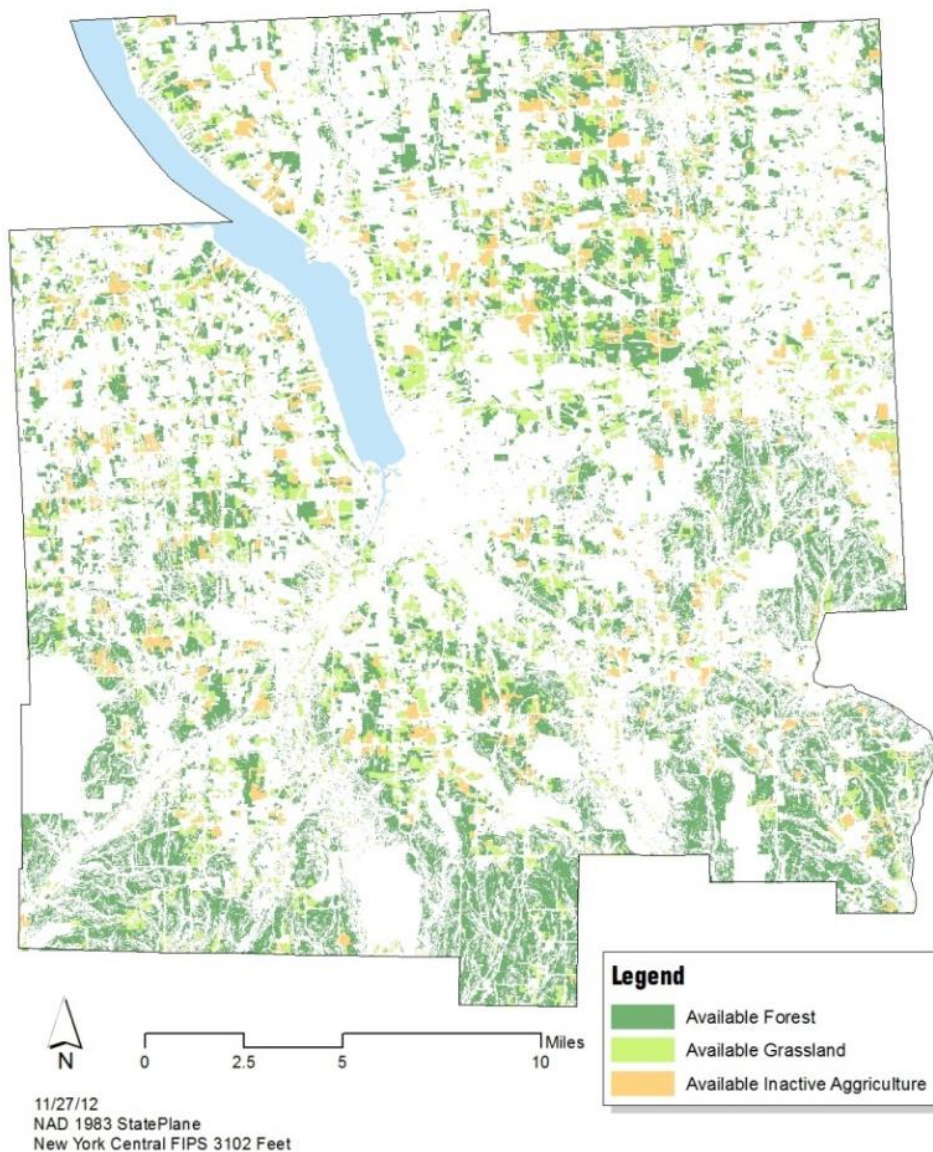 Legend
Available Forest
Available Grassland
Available Inactive Aggriculture
N
0 2.5 5 10 Miles
11/27/12
NAD 1983 StatePlane
New York Central FIPS 3102 Feet